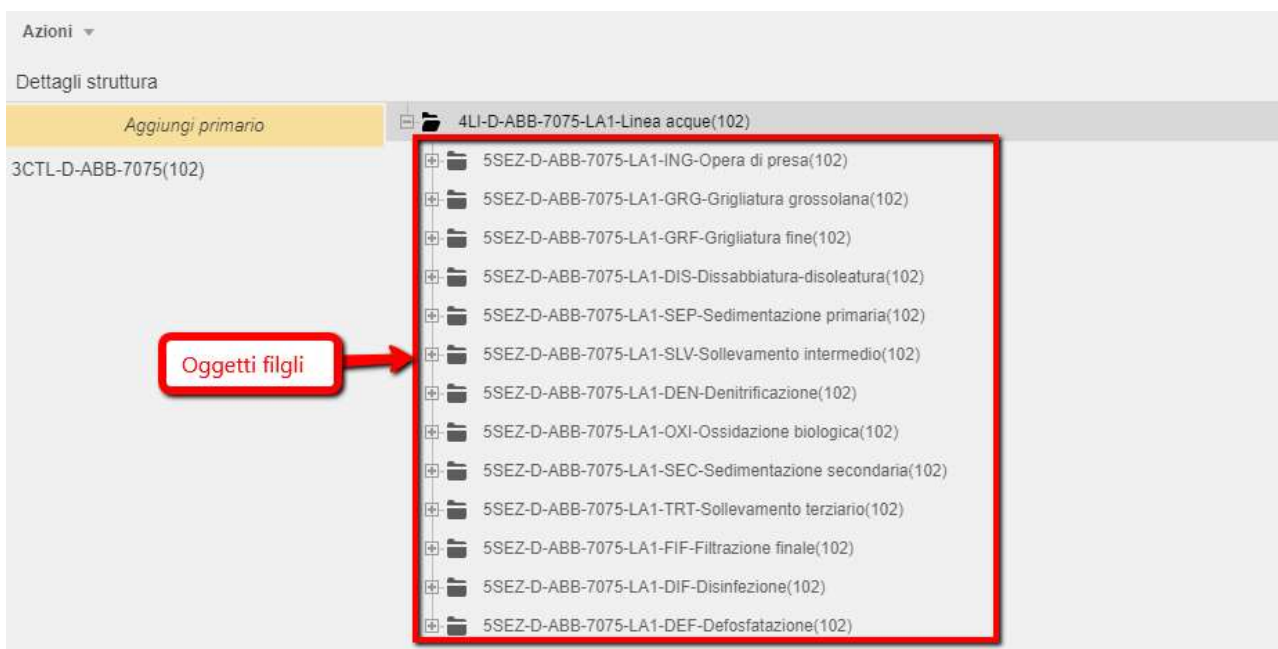 Azioni
Dettagli struttura
Aggiungi primario
3CTL-D-ABB-7075(102)
4LI-D-ABB-7075-LA1-Linea acque(102)
5SEZ-D-ABB-7075-LA1-ING-Opera di presa(102)
5SEZ-D-ABB-7075-LA1-GRG-Grigliatura grossolana(102)
5SEZ-D-ABB-7075-LA1-GRF-Grigliatura fine(102)
5SEZ-D-ABB-7075-LA1-DIS-Dissabbiatura-disoleatura(102)
5SEZ-D-ABB-7075-LA1-SEP-Sedimentazione primaria(102)
5SEZ-D-ABB-7075-LA1-SLV-Sollevamento intermedio(102)
5SEZ-D-ABB-7075-LA1-DEN-Denitrificazione(102)
5SEZ-D-ABB-7075-LA1-OXI-Ossidazione biologica(102)
5SEZ-D-ABB-7075-LA1-SEC-Sedimentazione secondaria(102)
5SEZ-D-ABB-7075-LA1-TRT-Sollevamento terziario(102)
5SEZ-D-ABB-7075-LA1-FIF-Filtrazione finale(102)
5SEZ-D-ABB-7075-LA1-DIF-Disinfezione(102)
5SEZ-D-ABB-7075-LA1-DEF-Defosfatazione(102)
Oggetti filgli